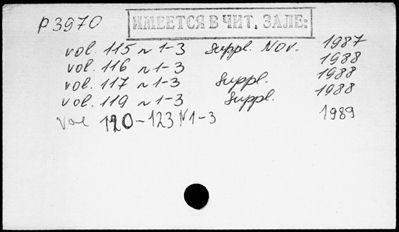 P3970 ИМЕЕТСЯ В ЧИТ. ЗАЛЕ:
vol. 115 N 1-3 Suppl. Nov. 1987
vol. 116 N 1-3 1988
vol. 117 N 1-3 Suppl. 1988
vol. 119 N 1-3 Suppl. 1988
vol 120-123 N 1-3 1989